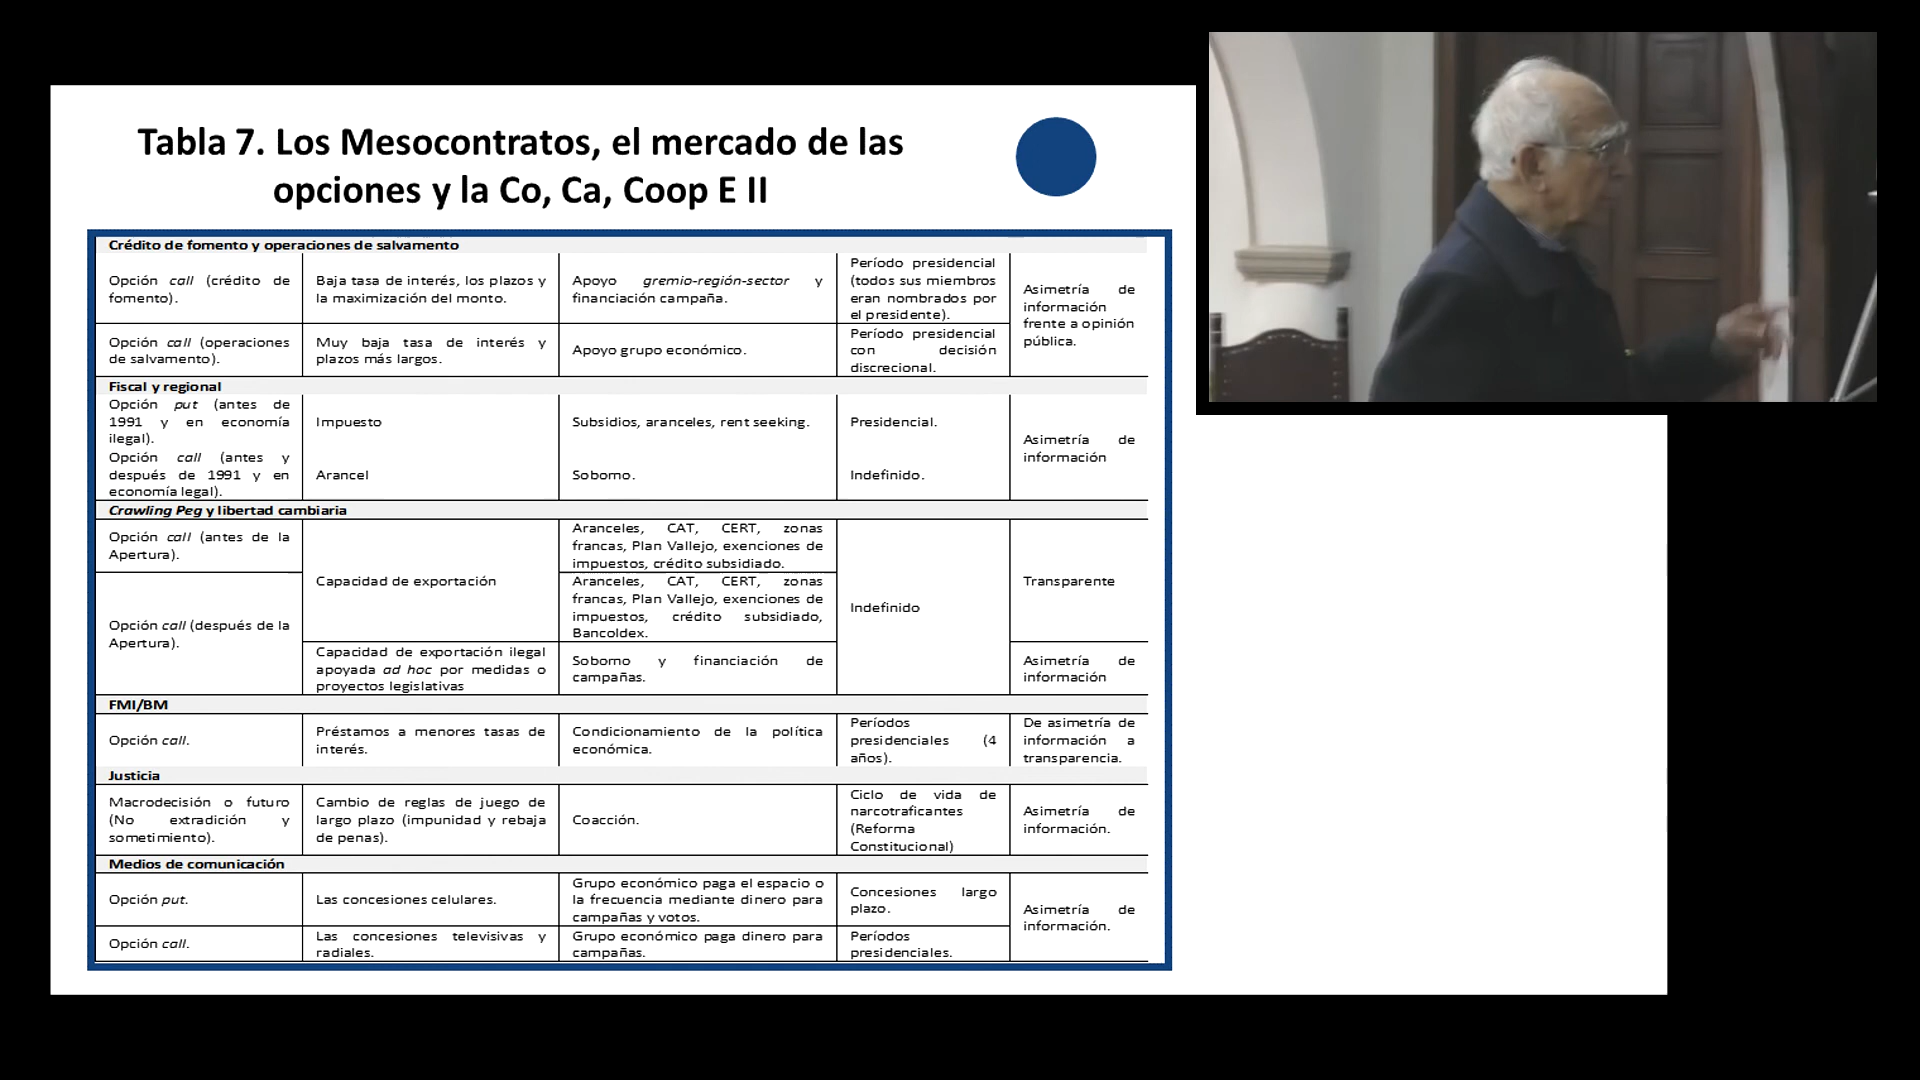 Tabla 7. Los Mesocontratos, el mercado de las
opciones y la Co, Ca, Coop E II
Crédito de fomento y operaciones de salvamento
Opción call (crédito de
fomento).
Baja tasa de interés, los plazos y
la maximización del monto.
Apoyo gremio-región-sector y
financiación campaña.
Período presidencial
(todos sus miembros
eran nombrados por
el presidente).
Asimetría de
información
frente a opinión
pública.
Opción call (operaciones
de salvamento).
Muy baja tasa de interés y
plazos más largos.
Apoyo grupo económico.
Período presidencial
con decisión
discrecional.
Fiscal y regional
Opción put (antes de
1991 y en economía
ilegal).
Impuesto
Subsidios, aranceles, rent seeking.
Presidencial.
Asimetría de
información
Opción call (antes y
después de 1991 y en
economía legal).
Arancel
Soborno.
Indefinido.
Crawling Peg y libertad cambiaria
Opción call (antes de la
Apertura).
Capacidad de exportación
Aranceles, CAT, CERT, zonas
francas, Plan Vallejo, exenciones de
impuestos, crédito subsidiado.
Indefinido
Transparente
Opción call (después de la
Apertura).
Aranceles, CAT, CERT, zonas
francas, Plan Vallejo, exenciones de
impuestos, crédito subsidiado,
Bancoldex.
Capacidad de exportación ilegal
apoyada ad hoc por medidas o
proyectos legislativas
Soborno y financiación de
campañas.
Asimetría de
información
FMI/BM
Opción call.
Préstamos a menores tasas de
interés.
Condicionamiento de la política
económica.
Períodos
presidenciales (4
años).
De asimetría de
información a
transparencia.
Justicia
Macrodecisión o futuro
(No extradición y
sometimiento).
Cambio de reglas de juego de
largo plazo (impunidad y rebaja
de penas).
Coacción.
Ciclo de vida de
narcotraficantes
(Reforma
Constitucional)
Asimetría de
información.
Medios de comunicación
Opción put.
Las concesiones celulares.
Grupo económico paga el espacio o
la frecuencia mediante dinero para
campañas y votos.
Concesiones largo
plazo.
Asimetría de
información.
Opción call.
Las concesiones televisivas y
radiales.
Grupo económico paga dinero para
campañas.
Períodos
presidenciales.